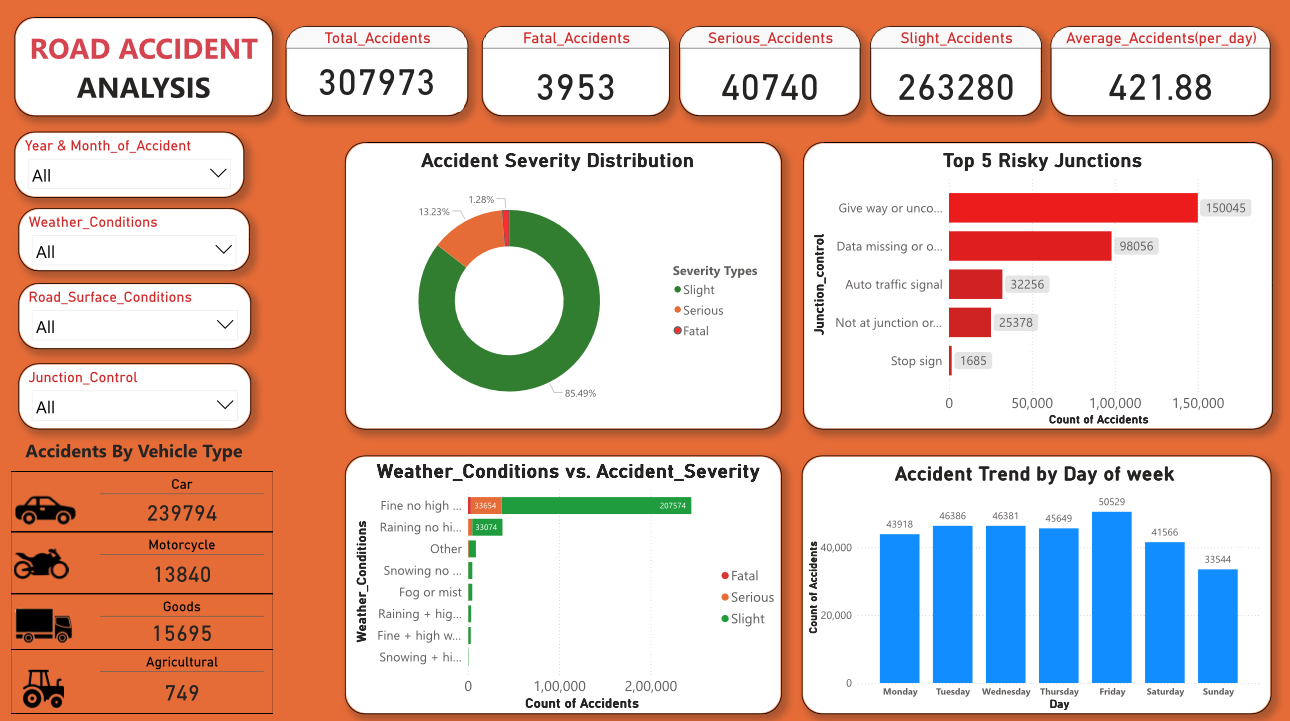 ROAD ACCIDENT
ANALYSIS
Total_Accidents
307973
Fatal_Accidents
3953
Serious_Accidents
40740
Slight_Accidents
263280
Average_Accidents(per_day)
421.88
Year & Month_of_Accident
All
Weather_Conditions
All
Road_Surface_Conditions
All
Junction_Control
All
Accidents By Vehicle Type
Car
239794
Motorcycle
13840
Goods
15695
Agricultural
749
Accident Severity Distribution
1.28%
13.23%
85.49%
Severity Types
Slight
Serious
Fatal
Top 5 Risky Junctions
Junction_control
Give way or unco... 150045
Data missing or o... 98056
Auto traffic signal 32256
Not at junction or... 25378
Stop sign 1685
0 50,000 1,00,000 1,50,000
Count of Accidents
Weather_Conditions vs. Accident_Severity
Weather_Conditions
Fine no high ... 33654 207574
Raining no hi... 33074
Other
Snowing no ...
Fog or mist
Raining + hig...
Fine + high w...
Snowing + hi...
0 1,00,000 2,00,000
Count of Accidents
Fatal
Serious
Slight
Accident Trend by Day of week
Count of Accidents
40,000
20,000
0
43918 46386 46381 45649 50529 41566 33544
Monday Tuesday Wednesday Thursday Friday Saturday Sunday
Day